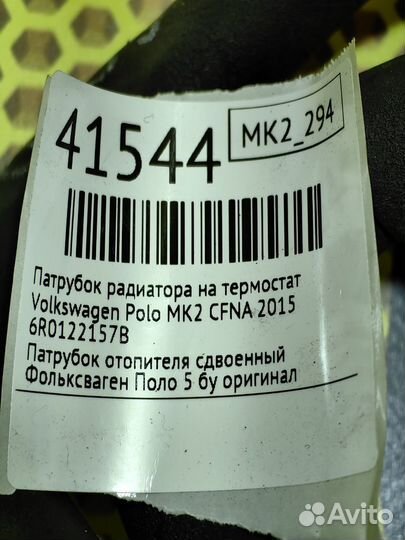 41544
MK2_294
Патрубок радиатора на термостат
Volkswagen Polo MK2 CFNA 2015
6R0122157B
Патрубок отопителя сдвоенный
Фольксваген Поло 5 бу оригинал
Avito